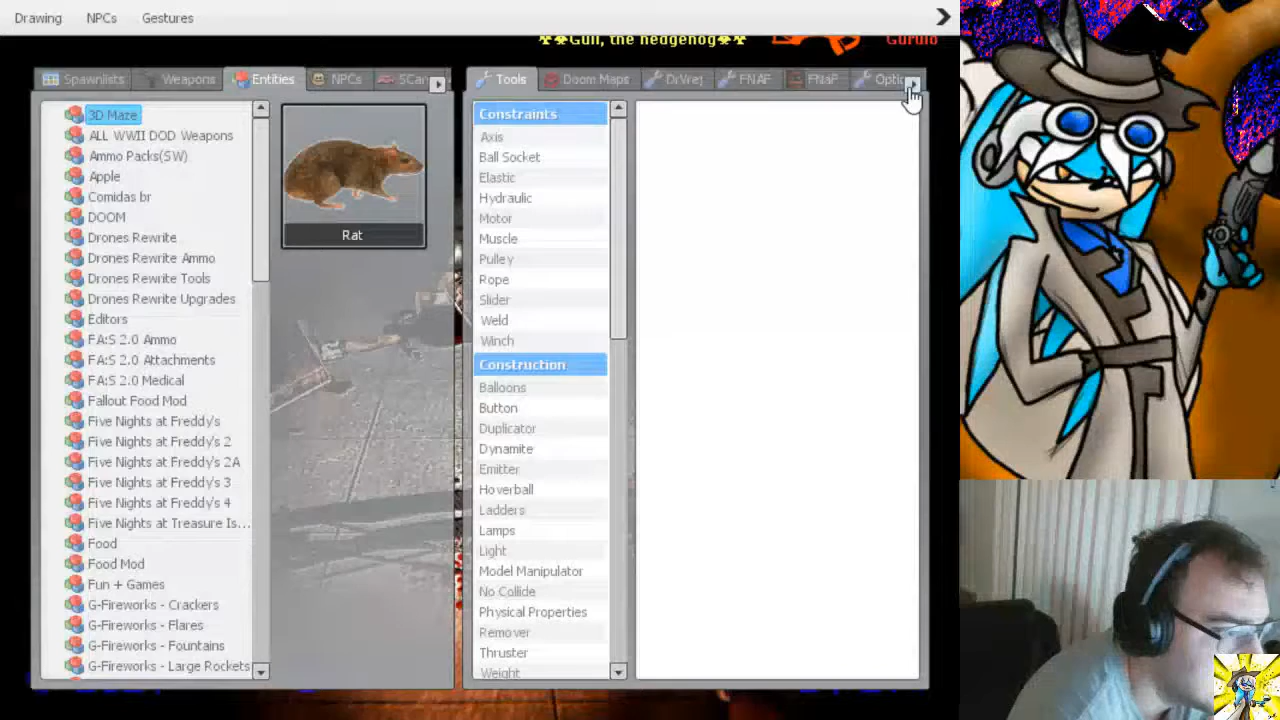 Drawing NPCs Gestures
☣☣Gull, the hedgehog☣☣
Spawnlists Weapons Entities NPCs SCar
Tools Doom Maps DrVrej FNAF FNaF Optio
3D Maze
ALL WWII DOD Weapons
Ammo Packs(SW)
Apple
Comidas br
DOOM
Drones Rewrite
Drones Rewrite Ammo
Drones Rewrite Tools
Drones Rewrite Upgrades
Editors
FA:S 2.0 Ammo
FA:S 2.0 Attachments
FA:S 2.0 Medical
Fallout Food Mod
Five Nights at Freddy's
Five Nights at Freddy's 2
Five Nights at Freddy's 2A
Five Nights at Freddy's 3
Five Nights at Freddy's 4
Five Nights at Treasure Is...
Food
Food Mod
Fun + Games
G-Fireworks - Crackers
G-Fireworks - Flares
G-Fireworks - Fountains
G-Fireworks - Large Rockets
Rat
Constraints
Axis
Ball Socket
Elastic
Hydraulic
Motor
Muscle
Pulley
Rope
Slider
Weld
Winch
Construction
Balloons
Button
Duplicator
Dynamite
Emitter
Hoverball
Ladders
Lamps
Light
Model Manipulator
No Collide
Physical Properties
Remover
Thruster
Weight